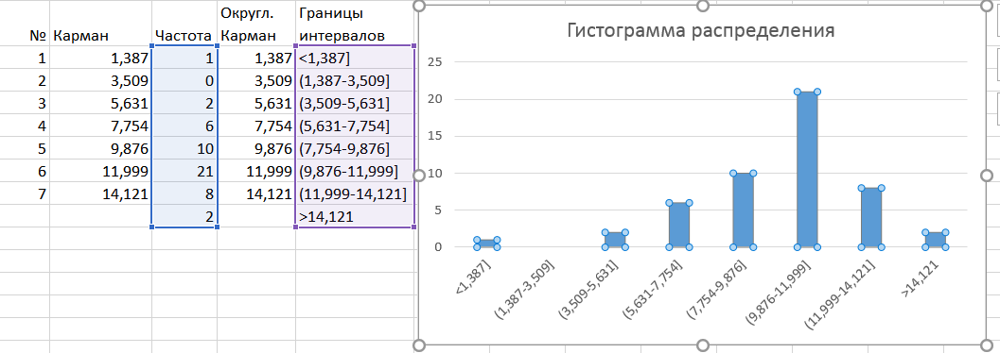 № Карман Частота Округл. Карман Границы интервалов
1 1,387 1 1,387 <1,387]
2 3,509 0 3,509 (1,387-3,509]
3 5,631 2 5,631 (3,509-5,631]
4 7,754 6 7,754 (5,631-7,754]
5 9,876 10 9,876 (7,754-9,876]
6 11,999 21 11,999 (9,876-11,999]
7 14,121 8 14,121 (11,999-14,121]
2 >14,121
Гистограмма распределения
25
20
15
10
5
0
<1,387]
(1,387-3,509]
(3,509-5,631]
(5,631-7,754]
(7,754-9,876]
(9,876-11,999]
(11,999-14,121]
>14,121